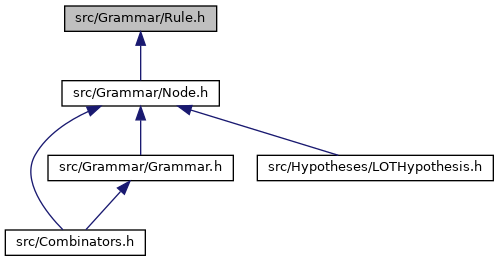 src/Grammar/Rule.h
src/Grammar/Node.h
src/Grammar/Grammar.h
src/Hypotheses/LOTHypothesis.h
src/Combinators.h